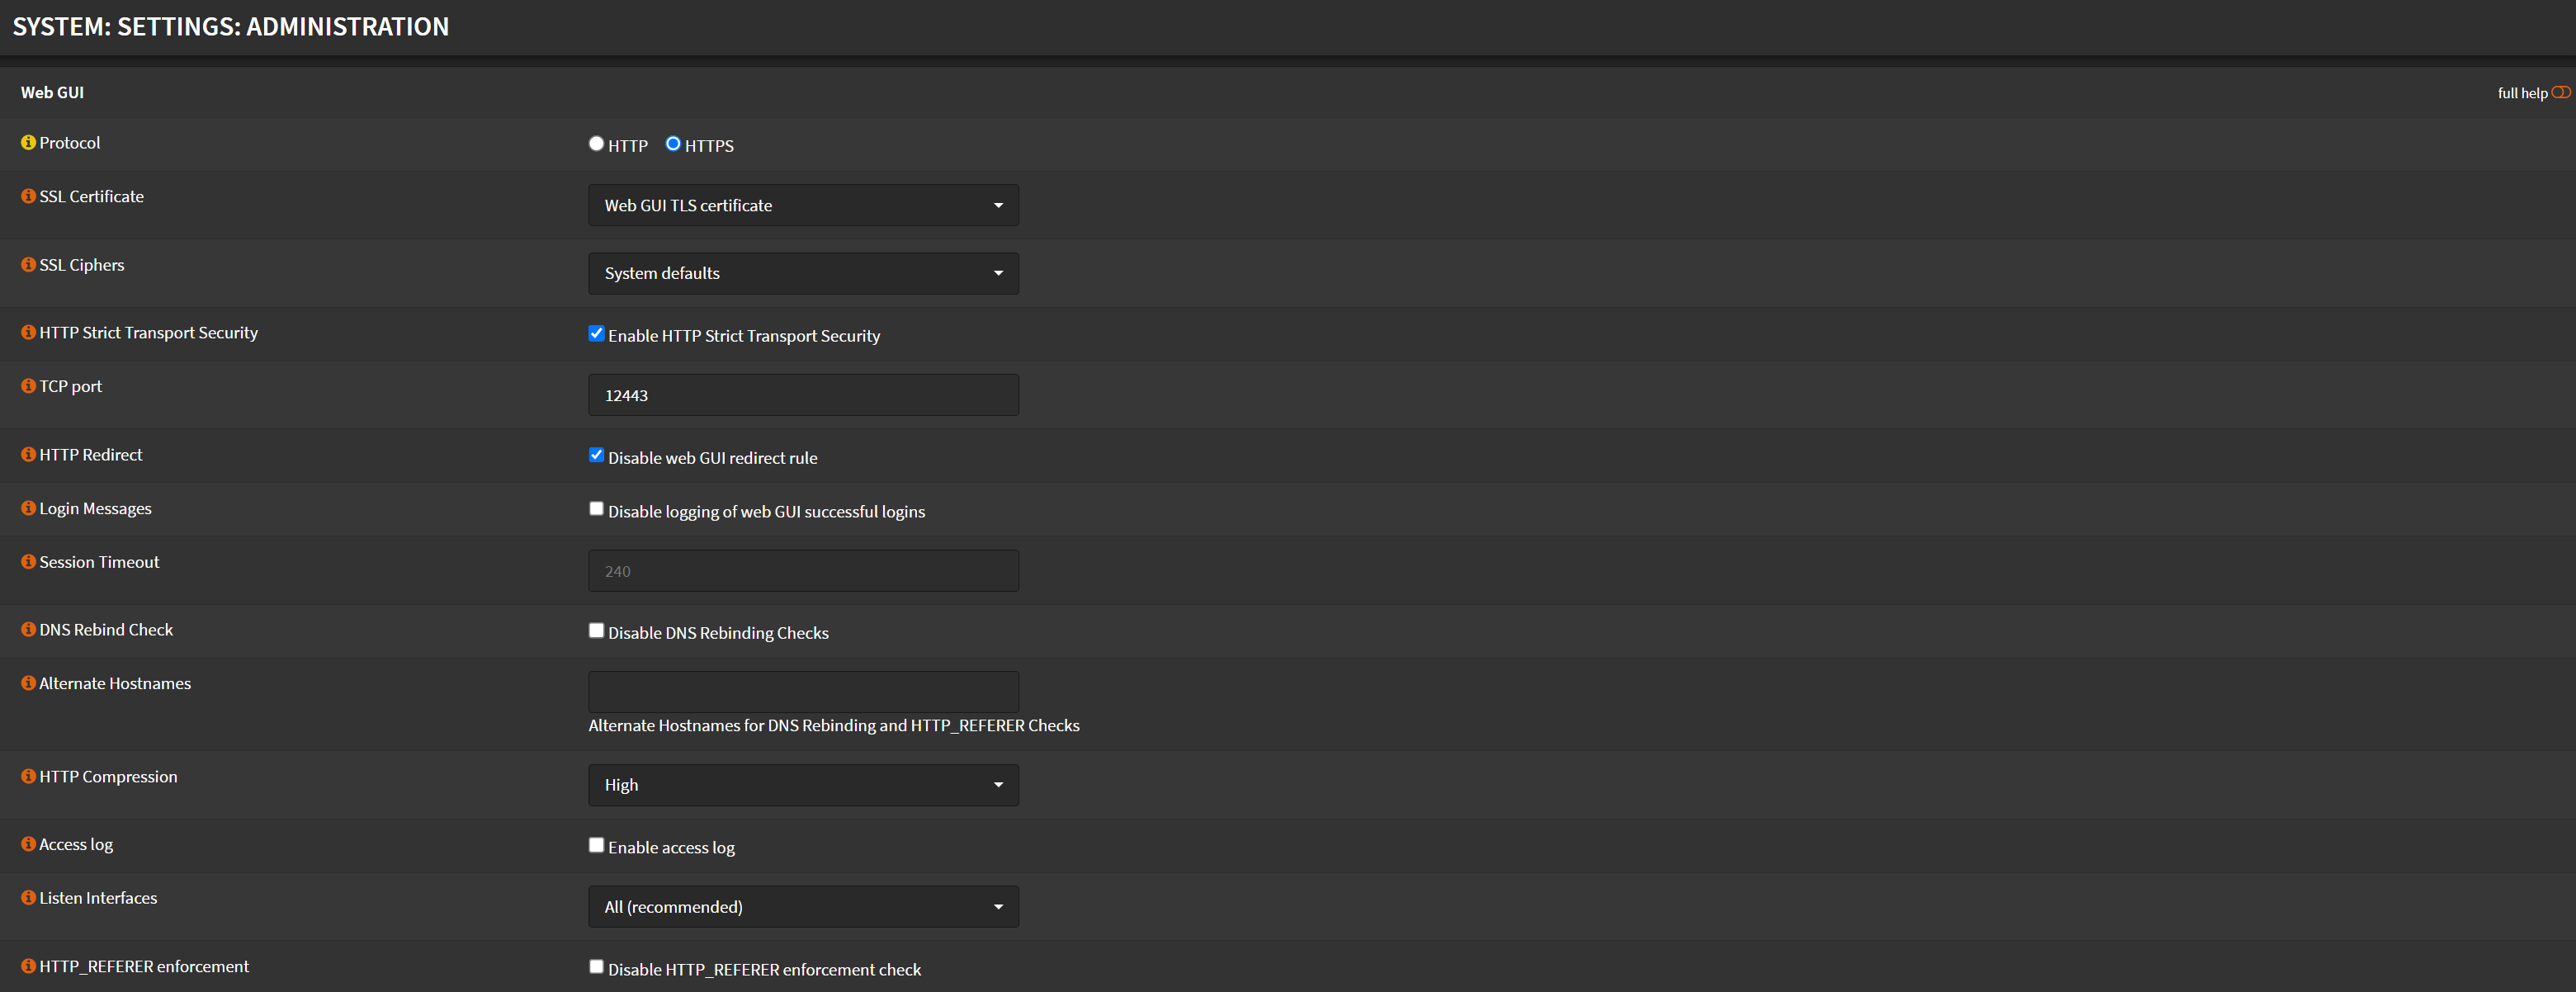 SYSTEM: SETTINGS: ADMINISTRATION
Web GUI full help
Protocol HTTP HTTPS
SSL Certificate Web GUI TLS certificate
SSL Ciphers System defaults
HTTP Strict Transport Security Enable HTTP Strict Transport Security
TCP port 12443
HTTP Redirect Disable web GUI redirect rule
Login Messages Disable logging of web GUI successful logins
Session Timeout 240
DNS Rebind Check Disable DNS Rebinding Checks
Alternate Hostnames
Alternate Hostnames for DNS Rebinding and HTTP_REFERER Checks
HTTP Compression High
Access log Enable access log
Listen Interfaces All (recommended)
HTTP_REFERER enforcement Disable HTTP_REFERER enforcement check